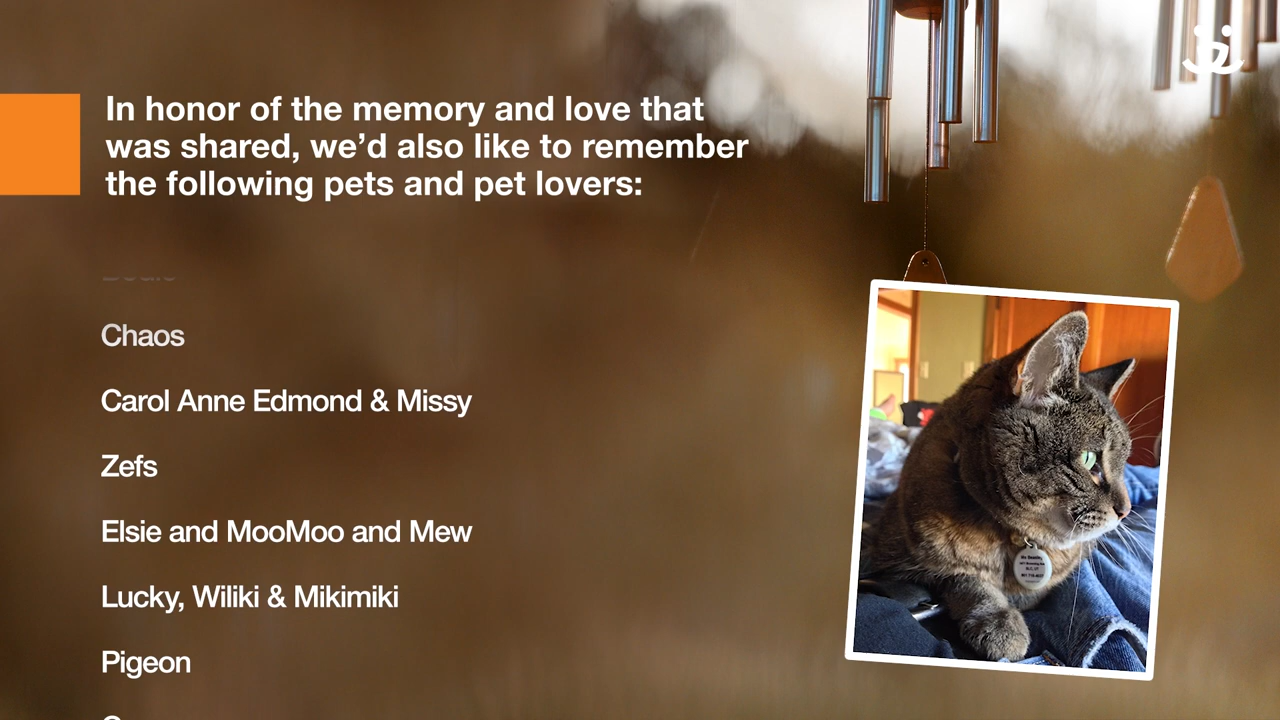 In honor of the memory and love that
was shared, we’d also like to remember
the following pets and pet lovers:
Chaos
Carol Anne Edmond & Missy
Zefs
Elsie and MooMoo and Mew
Lucky, Wiliki & Mikimiki
Pigeon